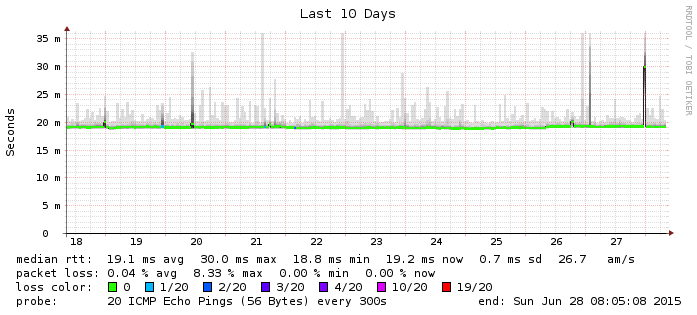 Last 10 Days
RRDTOOL / TOBI OETIKER
Seconds
35 m
30 m
25 m
20 m
15 m
10 m
5 m
0
18 19 20 21 22 23 24 25 26 27
median rtt: 19.1 ms avg 30.0 ms max 18.8 ms min 19.2 ms now 0.7 ms sd 26.7 am/s
packet loss: 0.04 % avg 8.33 % max 0.00 % min 0.00 % now
loss color: 0 1/20 2/20 3/20 4/20 10/20 19/20
probe: 20 ICMP Echo Pings (56 Bytes) every 300s end: Sun Jun 28 08:05:08 2015